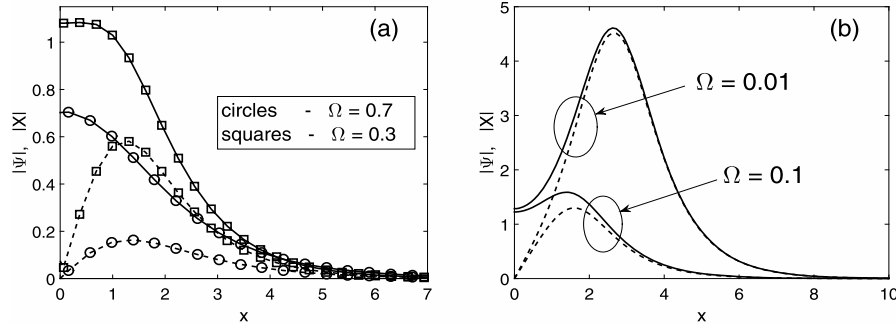 (a)
|Ψ|, |X|
1
0.8
0.6
0.4
0.2
0
circles - Ω = 0.7
squares - Ω = 0.3
0 1 2 3 4 5 6 7
x
(b)
|Ψ|, |X|
5
4
3
2
1
0
Ω = 0.01
Ω = 0.1
0 2 4 6 8 10
x